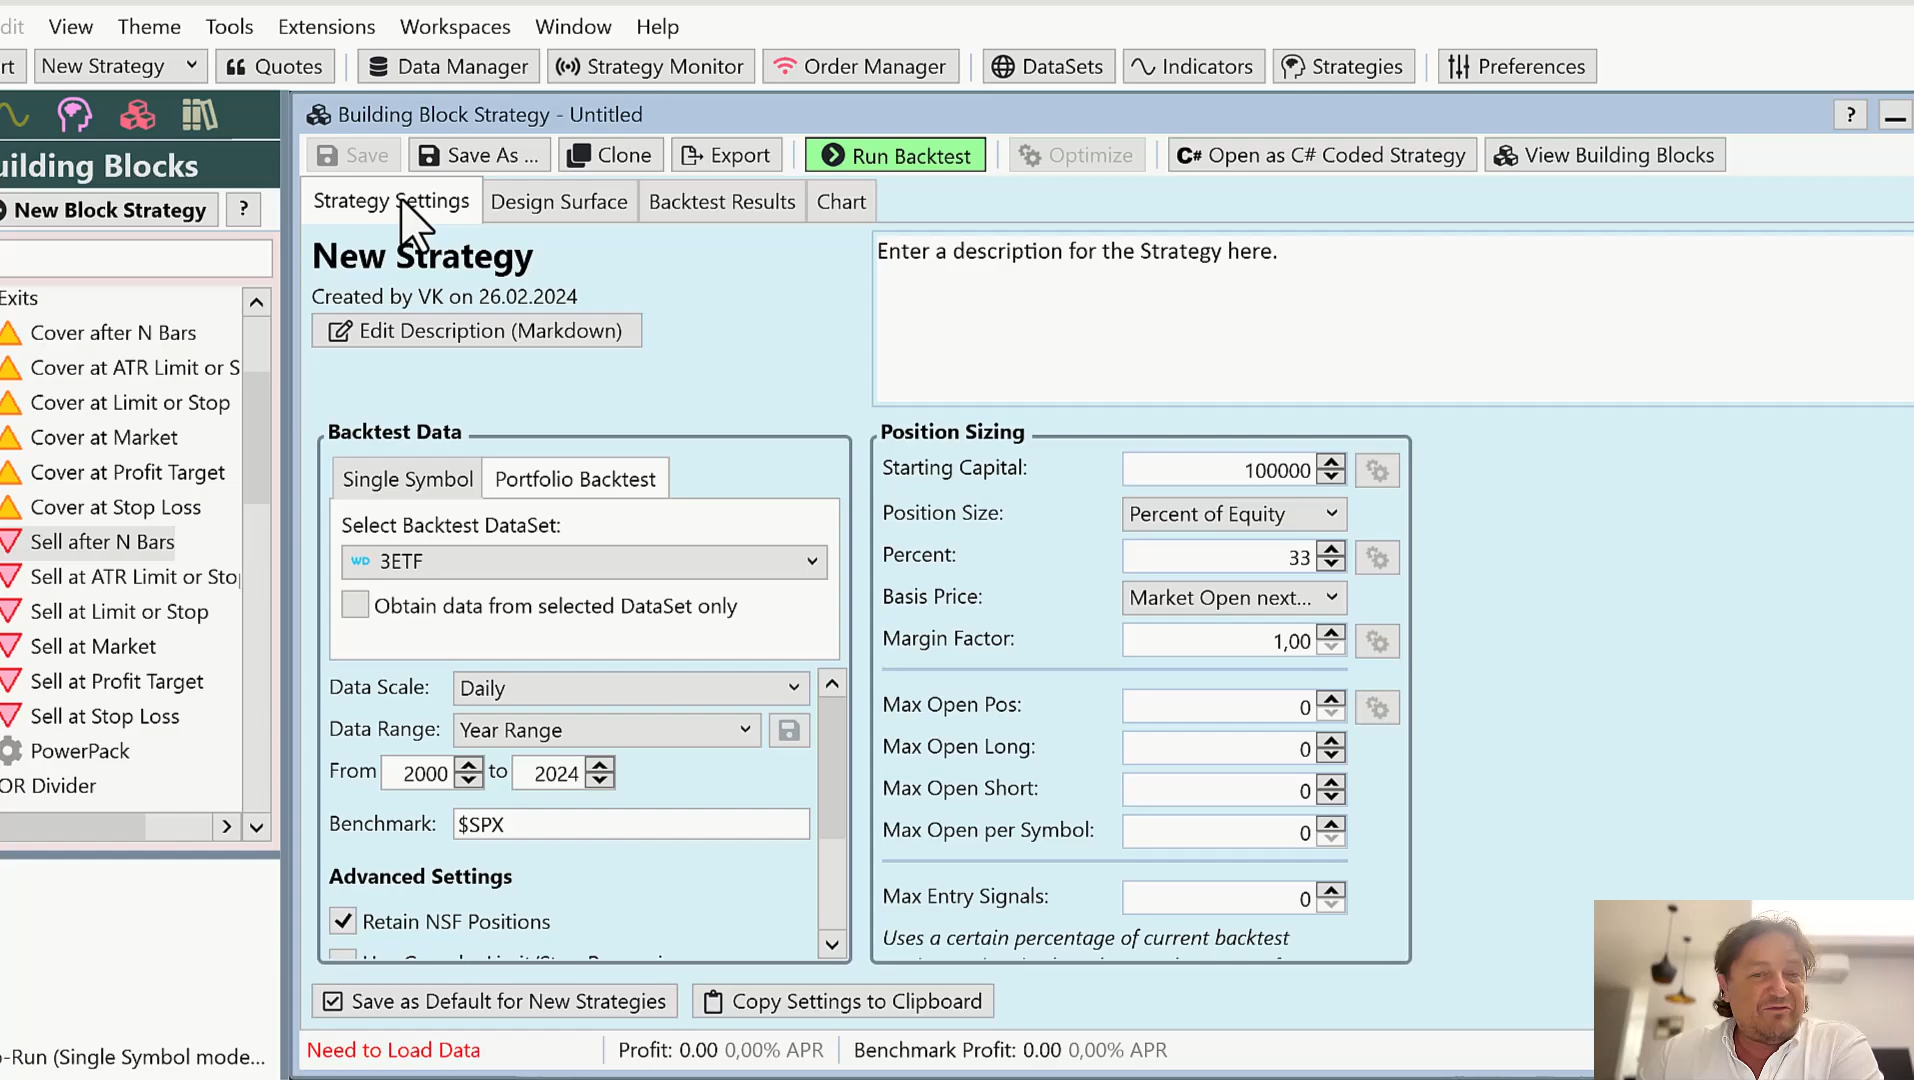 dit View Theme Tools Extensions Workspaces Window Help
rt New Strategy Quotes Data Manager Strategy Monitor Order Manager DataSets Indicators Strategies Preferences
Building Block Strategy - Untitled ?
uilding Blocks
Save Save As ... Clone Export Run Backtest Optimize C# Open as C# Coded Strategy View Building Blocks
New Block Strategy ?
Strategy Settings Design Surface Backtest Results Chart
Exits
Cover after N Bars
Cover at ATR Limit or S
Cover at Limit or Stop
Cover at Market
Cover at Profit Target
Cover at Stop Loss
Sell after N Bars
Sell at ATR Limit or Stop
Sell at Limit or Stop
Sell at Market
Sell at Profit Target
Sell at Stop Loss
PowerPack
OR Divider
o-Run (Single Symbol mode...
New Strategy
Created by VK on 26.02.2024
Edit Description (Markdown)
Enter a description for the Strategy here.
Backtest Data
Single Symbol Portfolio Backtest
Select Backtest DataSet:
WD 3ETF
Obtain data from selected DataSet only
Data Scale: Daily
Data Range: Year Range
From 2000 to 2024
Benchmark: $SPX
Advanced Settings
Retain NSF Positions
Position Sizing
Starting Capital: 100000
Position Size: Percent of Equity
Percent: 33
Basis Price: Market Open next...
Margin Factor: 1,00
Max Open Pos: 0
Max Open Long: 0
Max Open Short: 0
Max Open per Symbol: 0
Max Entry Signals: 0
Uses a certain percentage of current backtest
Save as Default for New Strategies Copy Settings to Clipboard
Need to Load Data Profit: 0.00 0,00% APR Benchmark Profit: 0.00 0,00% APR